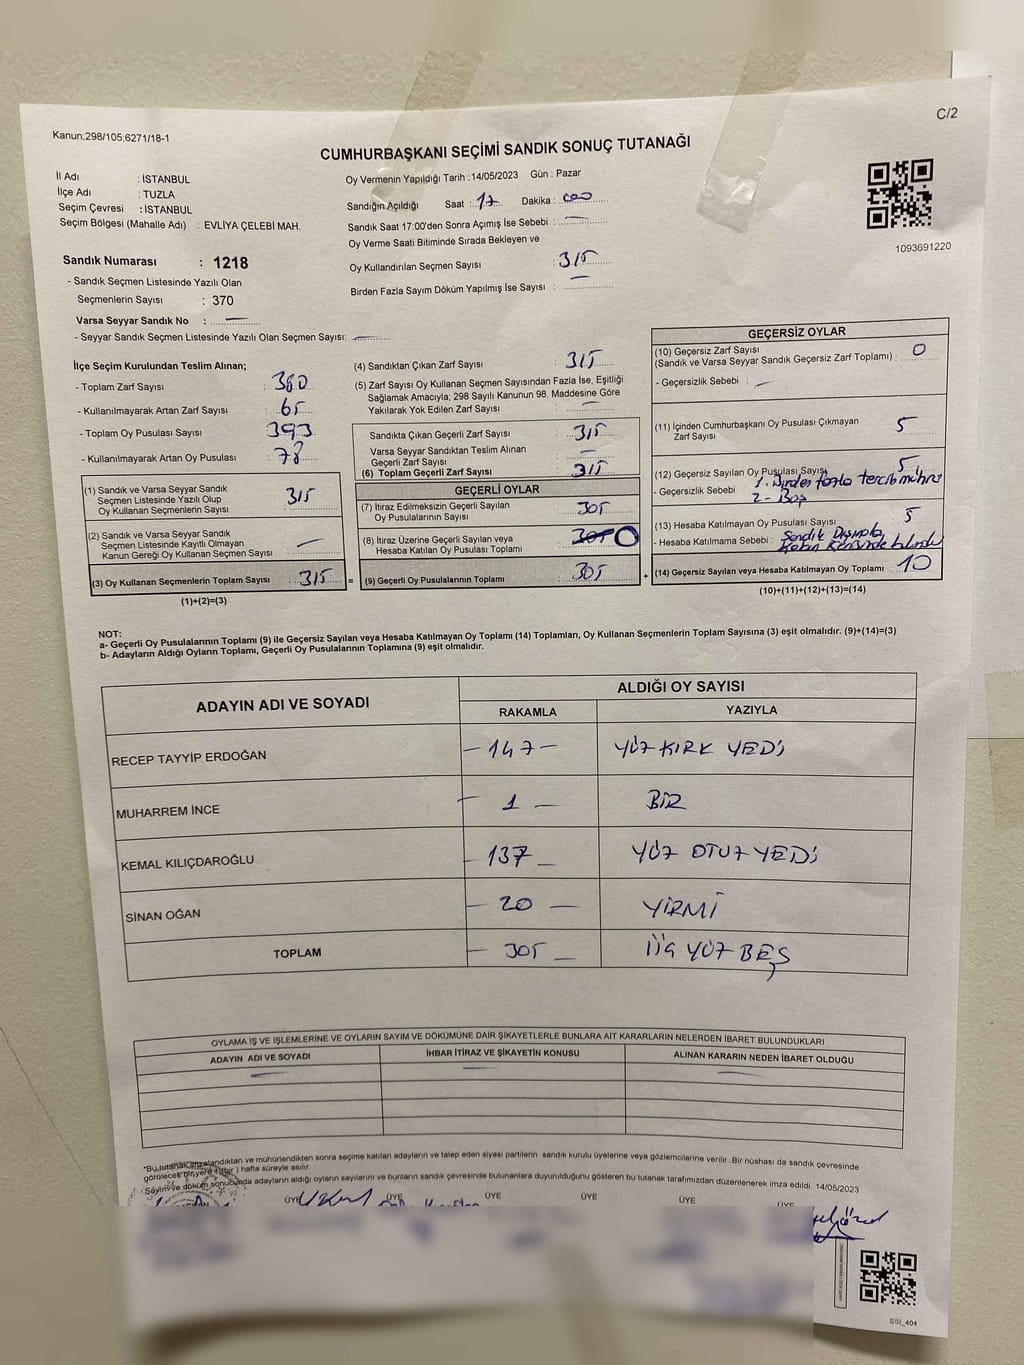 C/2
Kanun;298/105;6271/18-1
CUMHURBAŞKANI SEÇİMİ SANDIK SONUÇ TUTANAĞI
İl Adı : İSTANBUL
İlçe Adı : TUZLA
Seçim Çevresi : İSTANBUL
Seçim Bölgesi (Mahalle Adı) : EVLİYA ÇELEBİ MAH.
Oy Vermenin Yapıldığı Tarih :14/05/2023 Gün : Pazar
Sandığın Açıldığı Saat : 17 Dakika : 00
Sandık Saat 17:00'den Sonra Açımış İse Sebebi : —
Oy Verme Saati Bitiminde Sırada Bekleyen ve
Oy Kullandırılan Seçmen Sayısı : 315
Birden Fazla Sayım Döküm Yapılmış İse Sayısı : —
1093691220
Sandık Numarası : 1218
- Sandık Seçmen Listesinde Yazılı Olan
Seçmenlerin Sayısı : 370
Varsa Seyyar Sandık No : —
- Seyyar Sandık Seçmen Listesinde Yazılı Olan Seçmen Sayısı: —
İlçe Seçim Kurulundan Teslim Alınan;
- Toplam Zarf Sayısı : 380
- Kullanılmayarak Artan Zarf Sayısı : 65
- Toplam Oy Pusulası Sayısı : 393
- Kullanılmayarak Artan Oy Pusulası : 78
(1) Sandık ve Varsa Seyyar Sandık
Seçmen Listesinde Yazılı Olup
Oy Kullanan Seçmenlerin Sayısı : 315
(2) Sandık ve Varsa Seyyar Sandık
Seçmen Listesinde Kayıtlı Olmayan
Kanun Gereği Oy Kullanan Seçmen Sayısı : —
(3) Oy Kullanan Seçmenlerin Toplam Sayısı : 315
(1)+(2)=(3)
(4) Sandıktan Çıkan Zarf Sayısı : 315
(5) Zarf Sayısı Oy Kullanan Seçmen Sayısından Fazla İse, Eşitliği
Sağlamak Amacıyla; 298 Sayılı Kanunun 98. Maddesine Göre
Yakılarak Yok Edilen Zarf Sayısı : —
Sandıkta Çıkan Geçerli Zarf Sayısı : 315
Varsa Seyyar Sandıktan Teslim Alınan
Geçerli Zarf Sayısı : —
(6) Toplam Geçerli Zarf Sayısı : 315
GEÇERLİ OYLAR
(7) İtiraz Edilmeksizin Geçerli Sayılan
Oy Pusulalarının Sayısı : 305
(8) İtiraz Üzerine Geçerli Sayılan veya
Hesaba Katılan Oy Pusulası Toplamı : 305 0
(9) Geçerli Oy Pusulalarının Toplamı : 305
GEÇERSİZ OYLAR
(10) Geçersiz Zarf Sayısı
(Sandık ve Varsa Seyyar Sandık Geçersiz Zarf Toplamı) : 0
- Geçersizlik Sebebi : —
(11) İçinden Cumhurbaşkanı Oy Pusulası Çıkmayan
Zarf Sayısı 5
(12) Geçersiz Sayılan Oy Pusulası Sayısı 5
- Geçersizlik Sebebi 1. Birden fazla tercih mührü
2- Boş
(13) Hesaba Katılmayan Oy Pusulası Sayısı 5
- Hesaba Katılmama Sebebi : Sandık Dışında,
(14) Geçersiz Sayılan veya Hesaba Katılmayan Oy Toplamı : 10
(10)+(11)+(12)+(13)=(14)
NOT:
a- Geçerli Oy Pusulalarının Toplamı (9) ile Geçersiz Sayılan veya Hesaba Katılmayan Oy Toplamı (14) Toplamları, Oy Kullanan Seçmenlerin Toplam Sayısına (3) eşit olmalıdır. (9)+(14)=(3)
b- Adayların Aldığı Oyların Toplamı, Geçerli Oy Pusulalarının Toplamına (9) eşit olmalıdır.
ADAYIN ADI VE SOYADI ALDIĞI OY SAYISI
RAKAMLA YAZIYLA
RECEP TAYYİP ERDOĞAN — 147 — YÜZ KIRK YEDİ
MUHARREM İNCE — 1 — BİR
KEMAL KILIÇDAROĞLU — 137 — YÜZ OTUZ YEDİ
SİNAN OĞAN — 20 — YİRMİ
TOPLAM — 305 — ÜÇ YÜZ BEŞ
OYLAMA İŞ VE İŞLEMLERİNE VE OYLARIN SAYIM VE DÖKÜMÜNE DAİR ŞİKAYETLERLE BUNLARA AİT KARARLARIN NELERDEN İBARET BULUNDUKLARI
ADAYIN ADI VE SOYADI İHBAR İTİRAZ VE ŞİKAYETİN KONUSU ALINAN KARARIN NEDEN İBARET OLDUĞU
— — —
*Bu tutanak imzalandıktan ve mühürlendikten sonra seçime katılan adayların ve talep eden siyasi partilerin sandık kurulu üyelerine veya gözlemcilerine verilir. Bir nüshası da sandık çevresinde
görülecek bir yere 1 (bir) hafta süreyle asılır.
Sayım ve döküm sonucunda adayların aldığı oyların sayılarını ve bunların sandık çevresinde bulunanlara duyurulduğunu gösteren bu tutanak tarafımızdan düzenlenerek imza edildi. 14/05/2023
ÜYE ÜYE ÜYE ÜYE ÜYE ÜYE
SSI_404